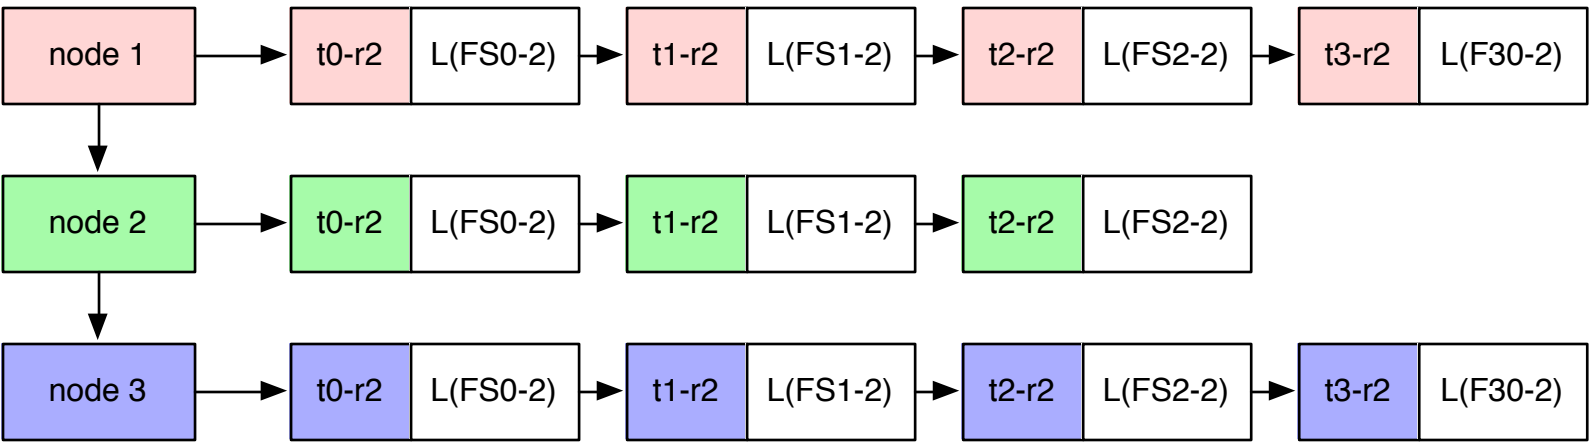 node 1 t0-r2 L(FS0-2) t1-r2 L(FS1-2) t2-r2 L(FS2-2) t3-r2 L(F30-2)
node 2 t0-r2 L(FS0-2) t1-r2 L(FS1-2) t2-r2 L(FS2-2)
node 3 t0-r2 L(FS0-2) t1-r2 L(FS1-2) t2-r2 L(FS2-2) t3-r2 L(F30-2)